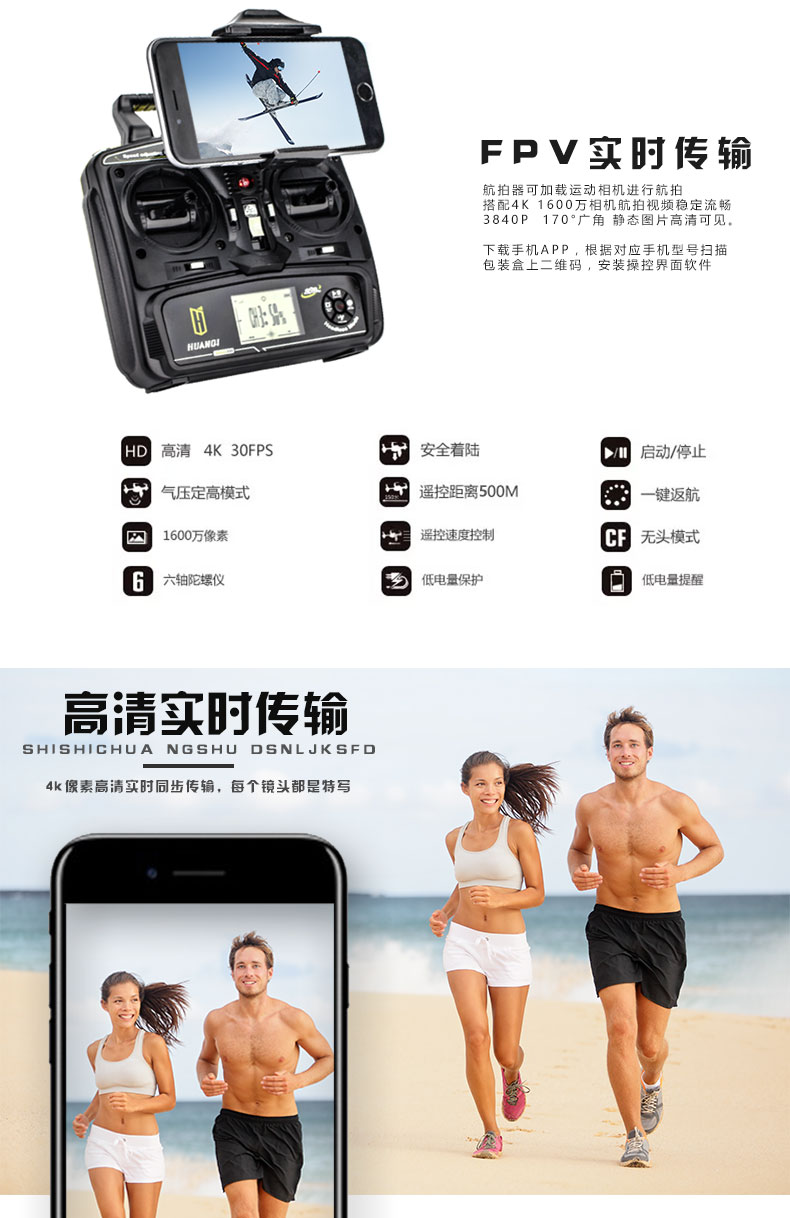 Speed adju
CH3: 50%
HUANQI
Headless Mode
FPV实时传输
航拍器可加载运动相机进行航拍
搭配4K 1600万相机航拍视频稳定流畅
3840P 170°广角 静态图片高清可见。
下载手机APP，根据对应手机型号扫描
包装盒上二维码，安装操控界面软件
HD 高清 4K 30FPS
安全着陆
启动/停止
气压定高模式
遥控距离500M
一键返航
1600万像素
遥控速度控制
CF 无头模式
6 六轴陀螺仪
低电量保护
低电量提醒
高清实时传输
SHISHICHUA NGSHU DSNLJKSFD
4k像素高清实时同步传输，每个镜头都是特写